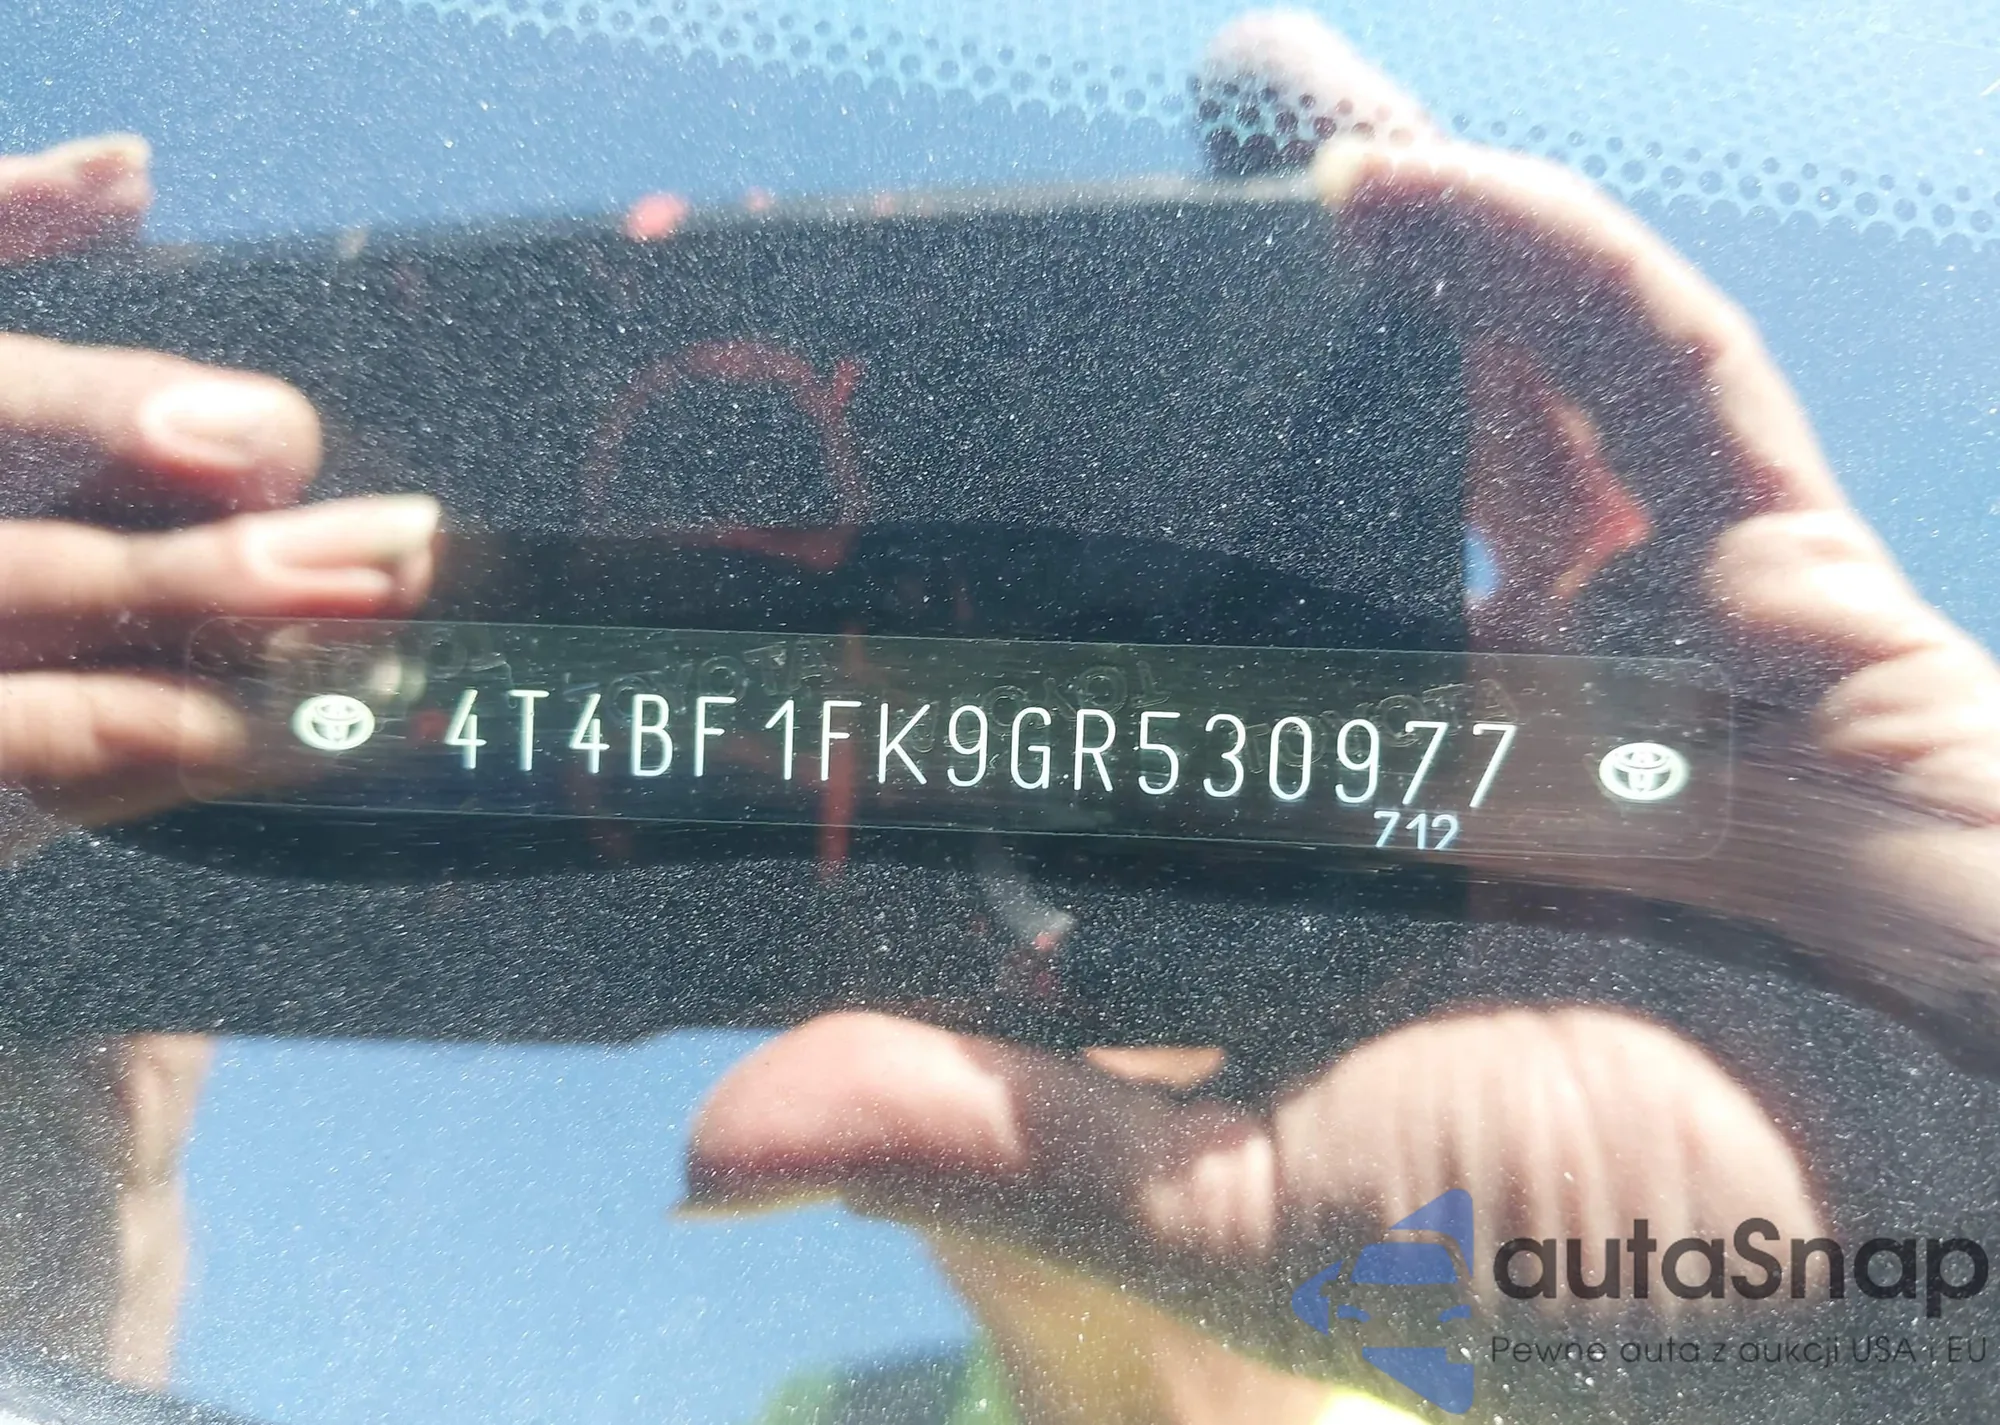 4T4BF1FK9GR530977
712
autaSnap
Pewne auta z aukcji USA i EU